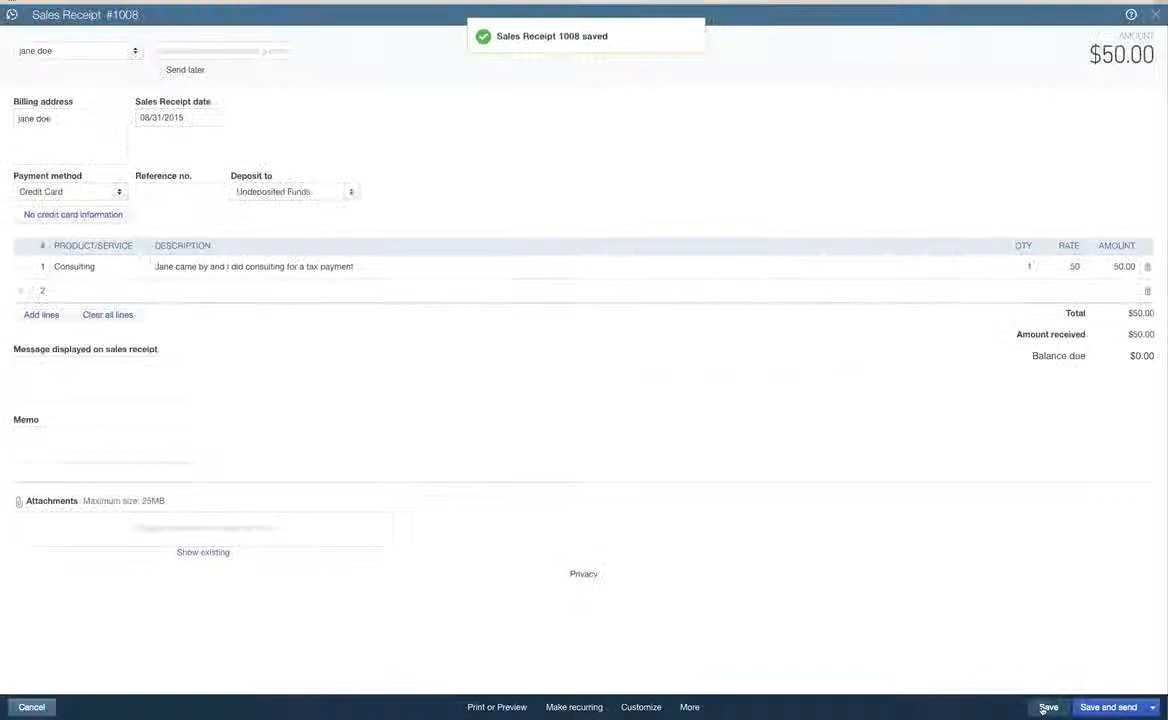 Sales Receipt #1008
Sales Receipt 1008 saved
AMOUNT
jane doe
$50.00
Send later
Billing address Sales Receipt date
jane doe 08/31/2015
Payment method Reference no. Deposit to
Credit Card Undeposited Funds
No credit card information
# PRODUCT/SERVICE DESCRIPTION QTY RATE AMOUNT
1 Consulting Jane came by and i did consulting for a tax payment 1 50 50.00
2
Add lines Clear all lines Total $50.00
Amount received $50.00
Message displayed on sales receipt
Balance due $0.00
Memo
Attachments Maximum size: 25MB
Show existing
Privacy
Cancel Print or Preview Make recurring Customize More Save Save and send